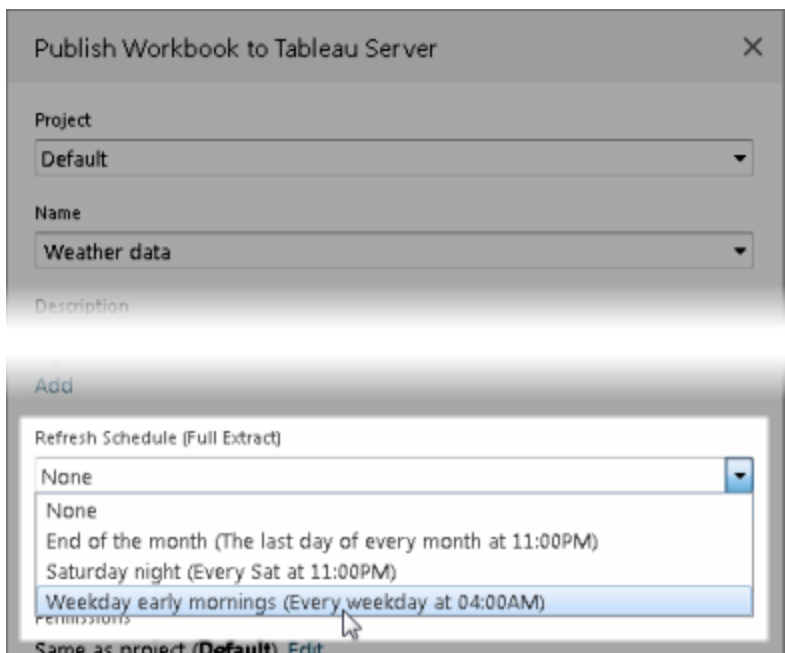 Publish Workbook to Tableau Server
Project
Default
Name
Weather data
Description
Add
Refresh Schedule (Full Extract)
None
None
End of the month (The last day of every month at 11:00PM)
Saturday night (Every Sat at 11:00PM)
Weekday early mornings (Every weekday at 04:00AM)
Permissions
Same as project (Default) Edit